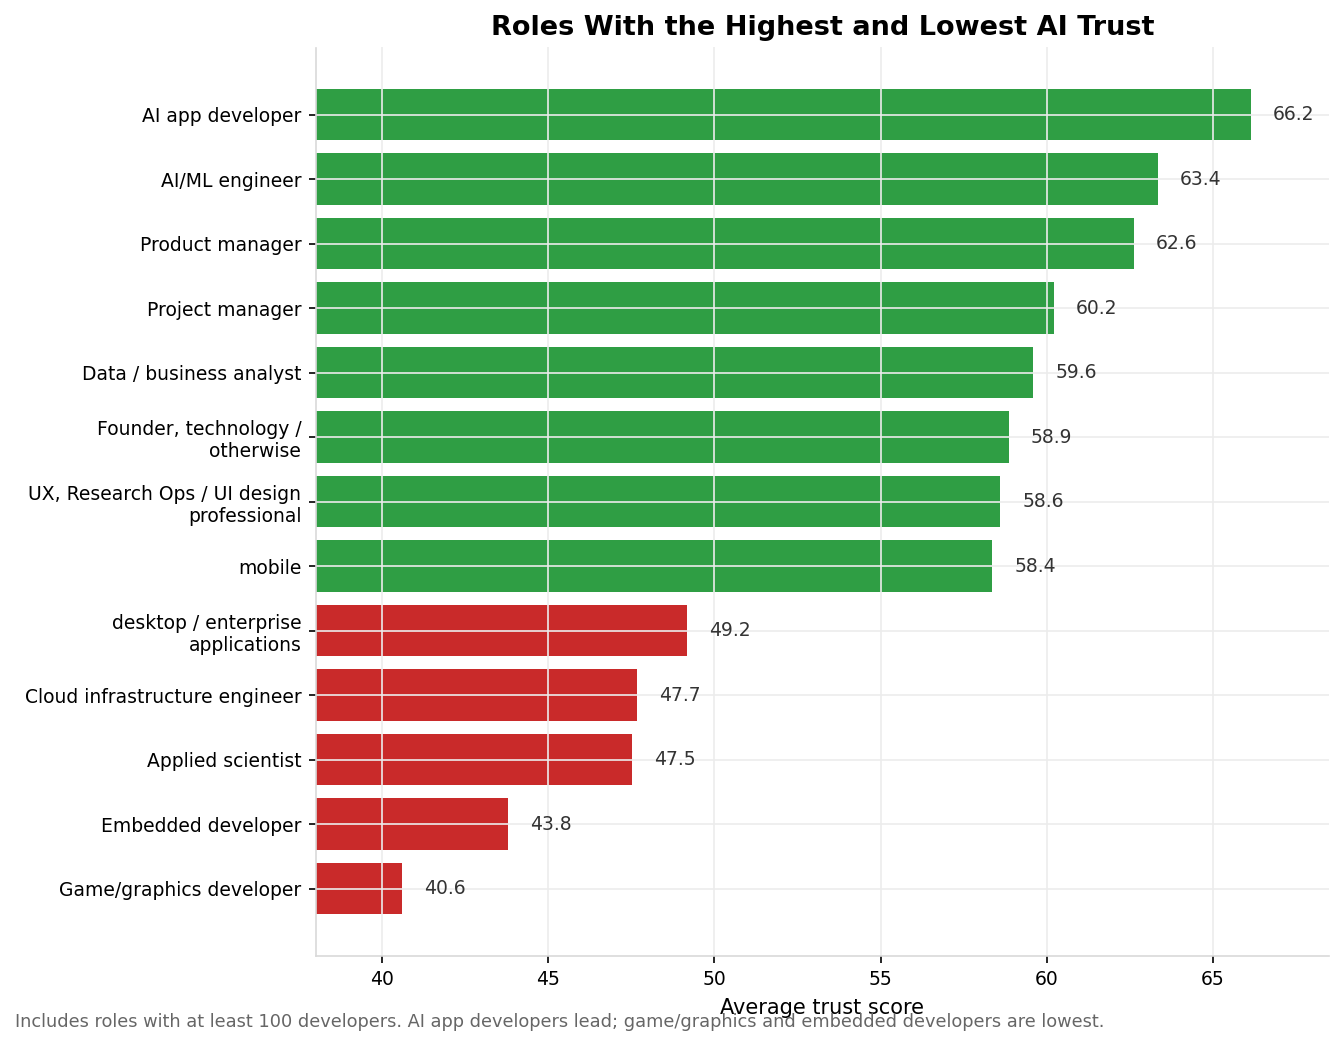 Roles With the Highest and Lowest AI Trust
AI app developer
66.2
AI/ML engineer
63.4
Product manager
62.6
Project manager
60.2
Data / business analyst
59.6
Founder, technology /
otherwise
58.9
UX, Research Ops / UI design
professional
58.6
mobile
58.4
desktop / enterprise
applications
49.2
Cloud infrastructure engineer
47.7
Applied scientist
47.5
Embedded developer
43.8
Game/graphics developer
40.6
40 45 50 55 60 65
Average trust score
Includes roles with at least 100 developers. AI app developers lead; game/graphics and embedded developers are lowest.